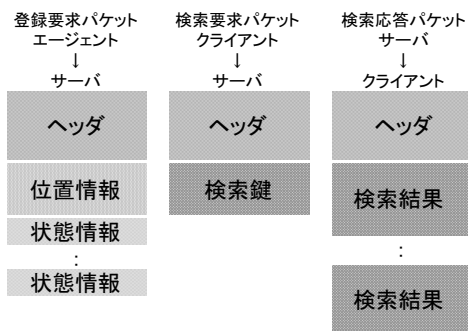 登録要求パケット
エージェント
↓
サーバ
ヘッダ
位置情報
状態情報
:
状態情報
検索要求パケット
クライアント
↓
サーバ
ヘッダ
検索鍵
検索応答パケット
サーバ
↓
クライアント
ヘッダ
検索結果
:
検索結果